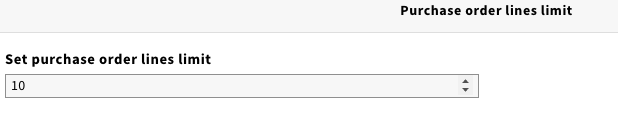 Purchase order lines limit
Set purchase order lines limit
10